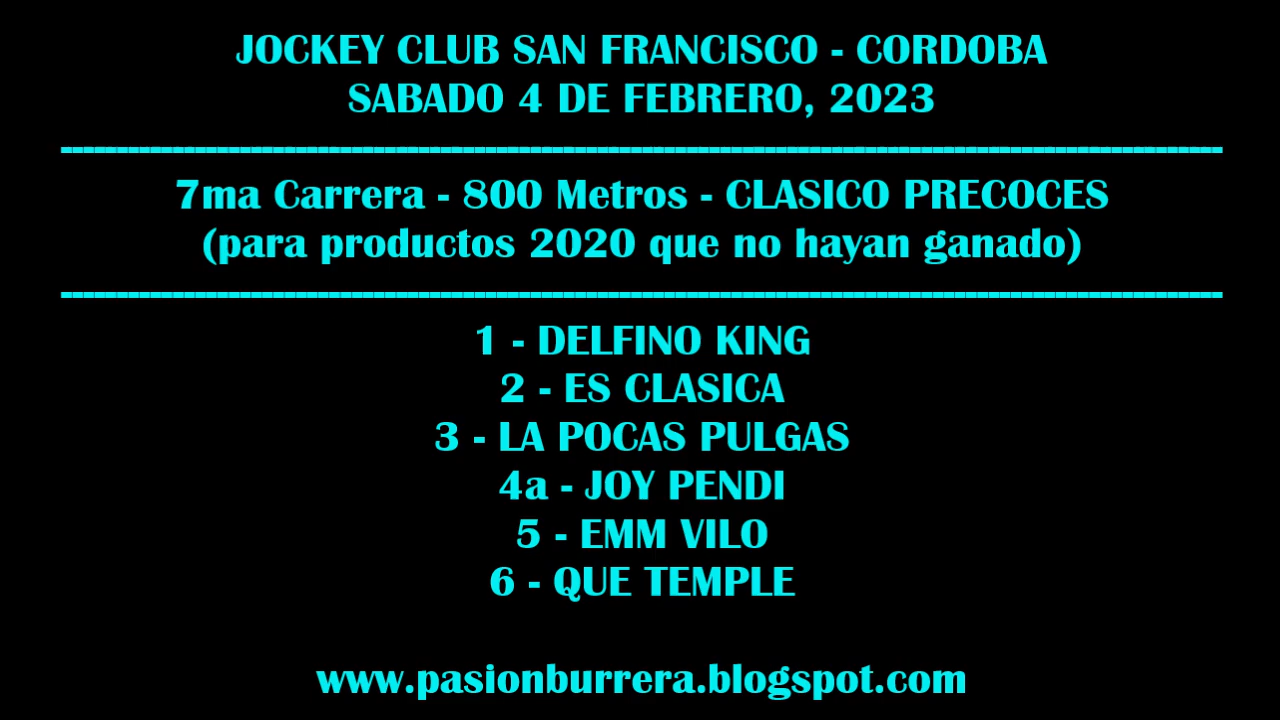 JOCKEY CLUB SAN FRANCISCO - CORDOBA
SABADO 4 DE FEBRERO, 2023
7ma Carrera - 800 Metros - CLASICO PRECOCES
(para productos 2020 que no hayan ganado)
1 - DELFINO KING
2 - ES CLASICA
3 - LA POCAS PULGAS
4a - JOY PENDI
5 - EMM VILO
6 - QUE TEMPLE
www.pasionburrera.blogspot.com